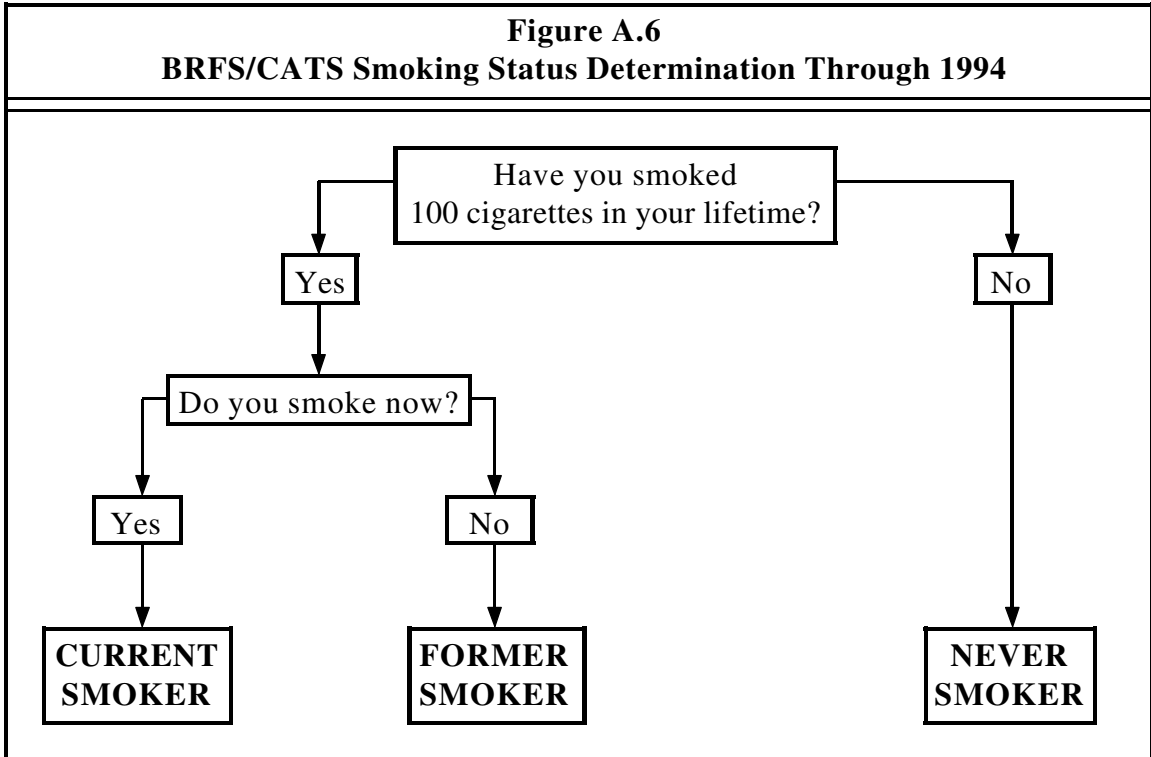 Figure A.6
BRFS/CATS Smoking Status Determination Through 1994
Have you smoked
100 cigarettes in your lifetime?
Yes
No
Do you smoke now?
Yes
No
CURRENT
SMOKER
FORMER
SMOKER
NEVER
SMOKER